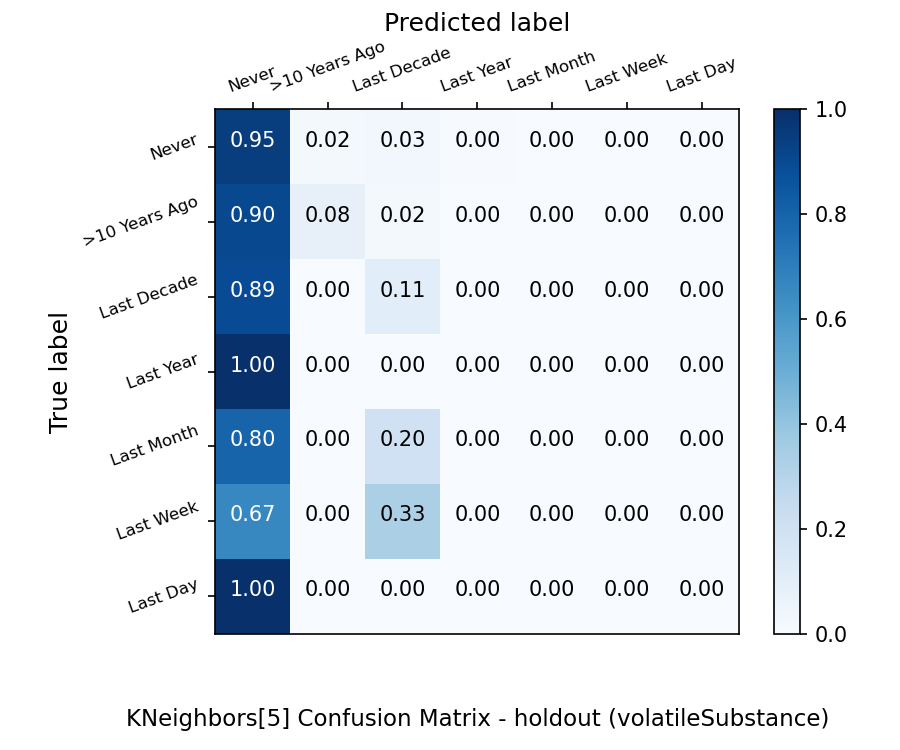 Predicted label
Never >10 Years Ago Last Decade Last Year Last Month Last Week Last Day
True label
Never 0.95 0.02 0.03 0.00 0.00 0.00 0.00
>10 Years Ago 0.90 0.08 0.02 0.00 0.00 0.00 0.00
Last Decade 0.89 0.00 0.11 0.00 0.00 0.00 0.00
Last Year 1.00 0.00 0.00 0.00 0.00 0.00 0.00
Last Month 0.80 0.00 0.20 0.00 0.00 0.00 0.00
Last Week 0.67 0.00 0.33 0.00 0.00 0.00 0.00
Last Day 1.00 0.00 0.00 0.00 0.00 0.00 0.00
1.0
0.8
0.6
0.4
0.2
0.0
KNeighbors[5] Confusion Matrix - holdout (volatileSubstance)